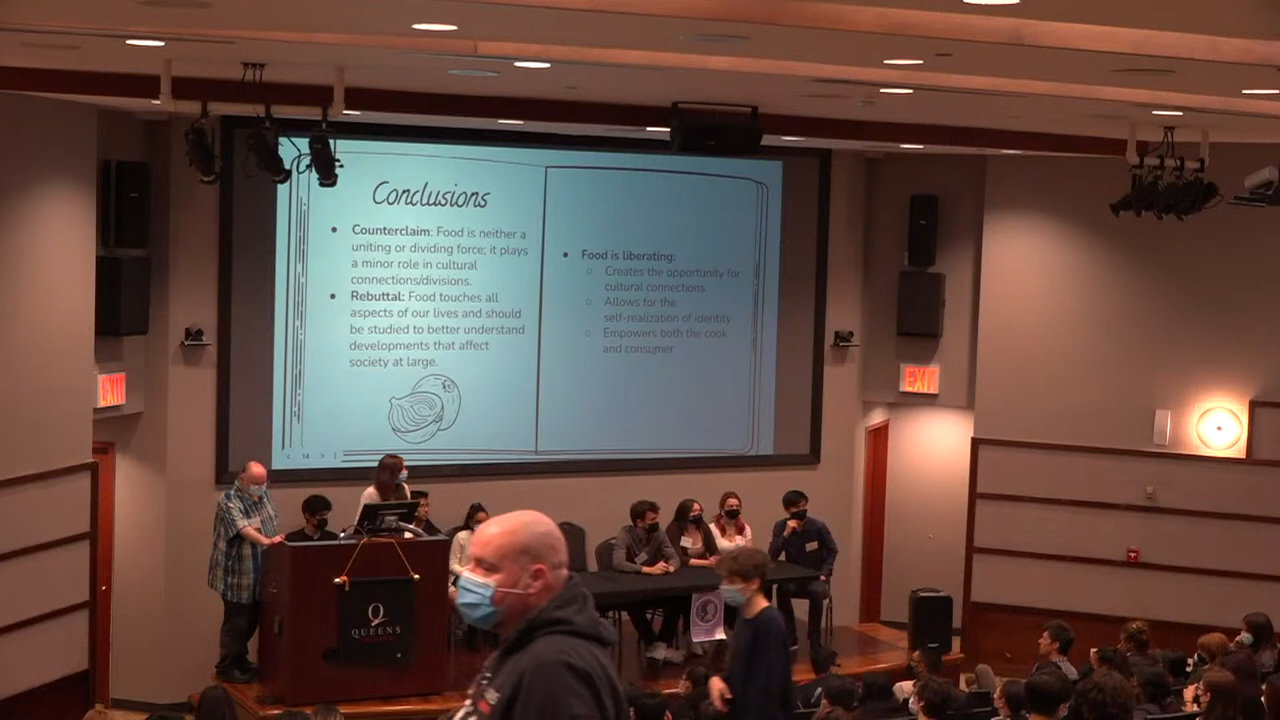 Conclusions
● Counterclaim: Food is neither a
uniting or dividing force; it plays
a minor role in cultural
connections/divisions.
● Rebuttal: Food touches all
aspects of our lives and should
be studied to better understand
developments that affect
society at large.
< 14 >
● Food is liberating:
○ Creates the opportunity for
cultural connections
○ Allows for the
self-realization of identity
○ Empowers both the cook
and consumer
EXIT
EXIT
Q
QUEENS